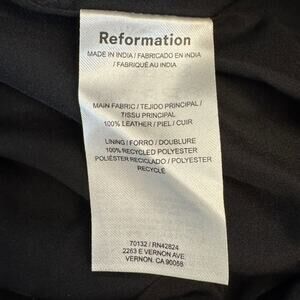 Reformation
MADE IN INDIA / FABRICADO EN INDIA
/ FABRIQUÉ AU INDIA
MAIN FABRIC / TEJIDO PRINCIPAL /
TISSU PRINCIPAL
100% LEATHER / PIEL / CUIR
LINING / FORRO / DOUBLURE
100% RECYCLED POLYESTER
POLIÉSTER RECICLADO / POLYESTER
RECYCLÉ
70132 / RN42824
2263 E VERNON AVE
VERNON, CA 90058